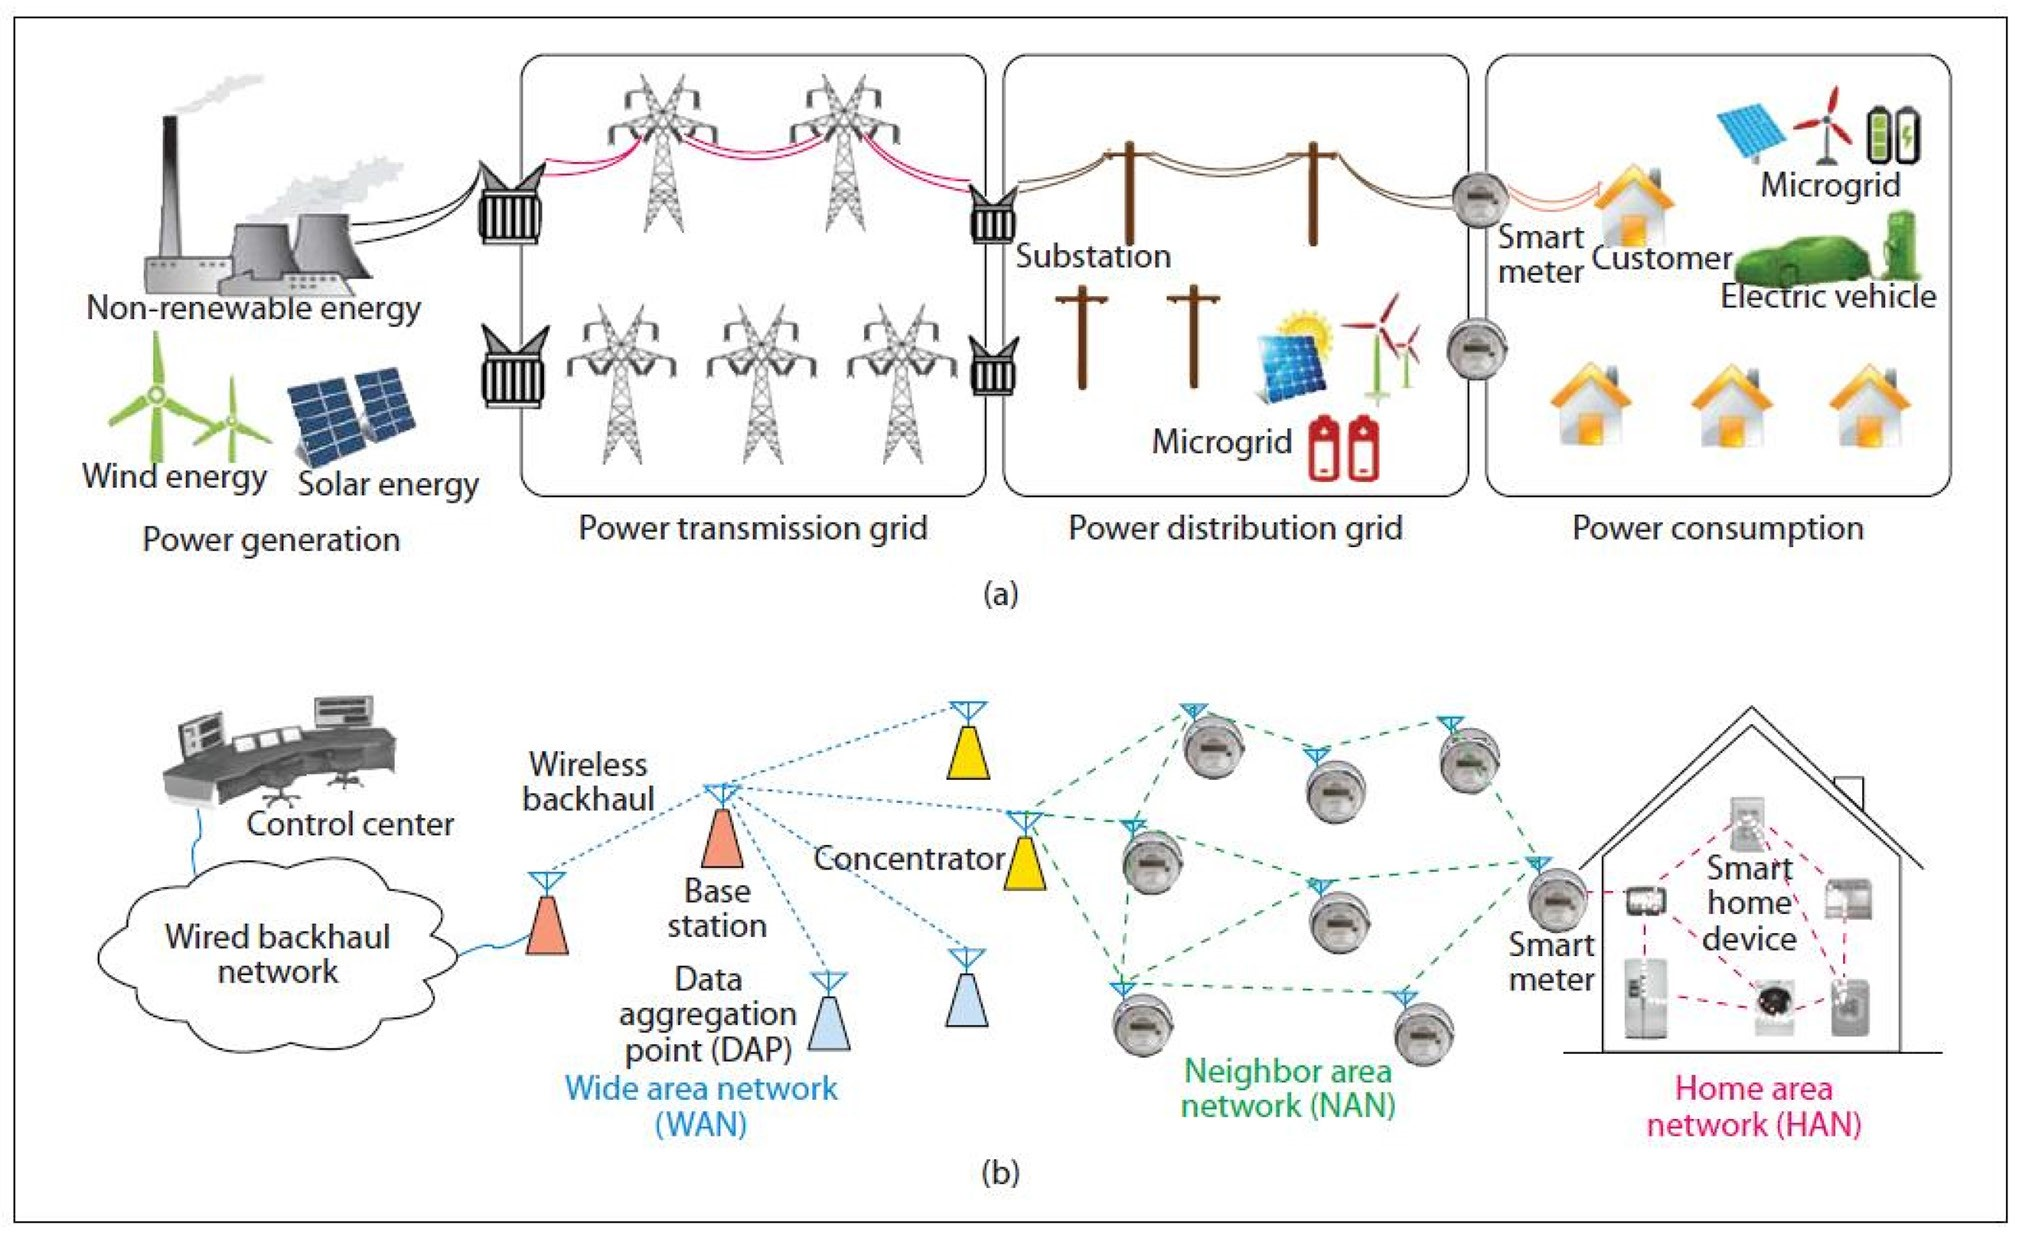 Non-renewable energy
Wind energy
Solar energy
Power generation
Power transmission grid
Substation
Microgrid
Power distribution grid
Smart
meter
Customer
Microgrid
Electric vehicle
Power consumption
(a)
Control center
Wired backhaul
network
Wireless
backhaul
Base
station
Concentrator
Data
aggregation
point (DAP)
Wide area network
(WAN)
Neighbor area
network (NAN)
Smart
meter
Smart
home
device
Home area
network (HAN)
(b)